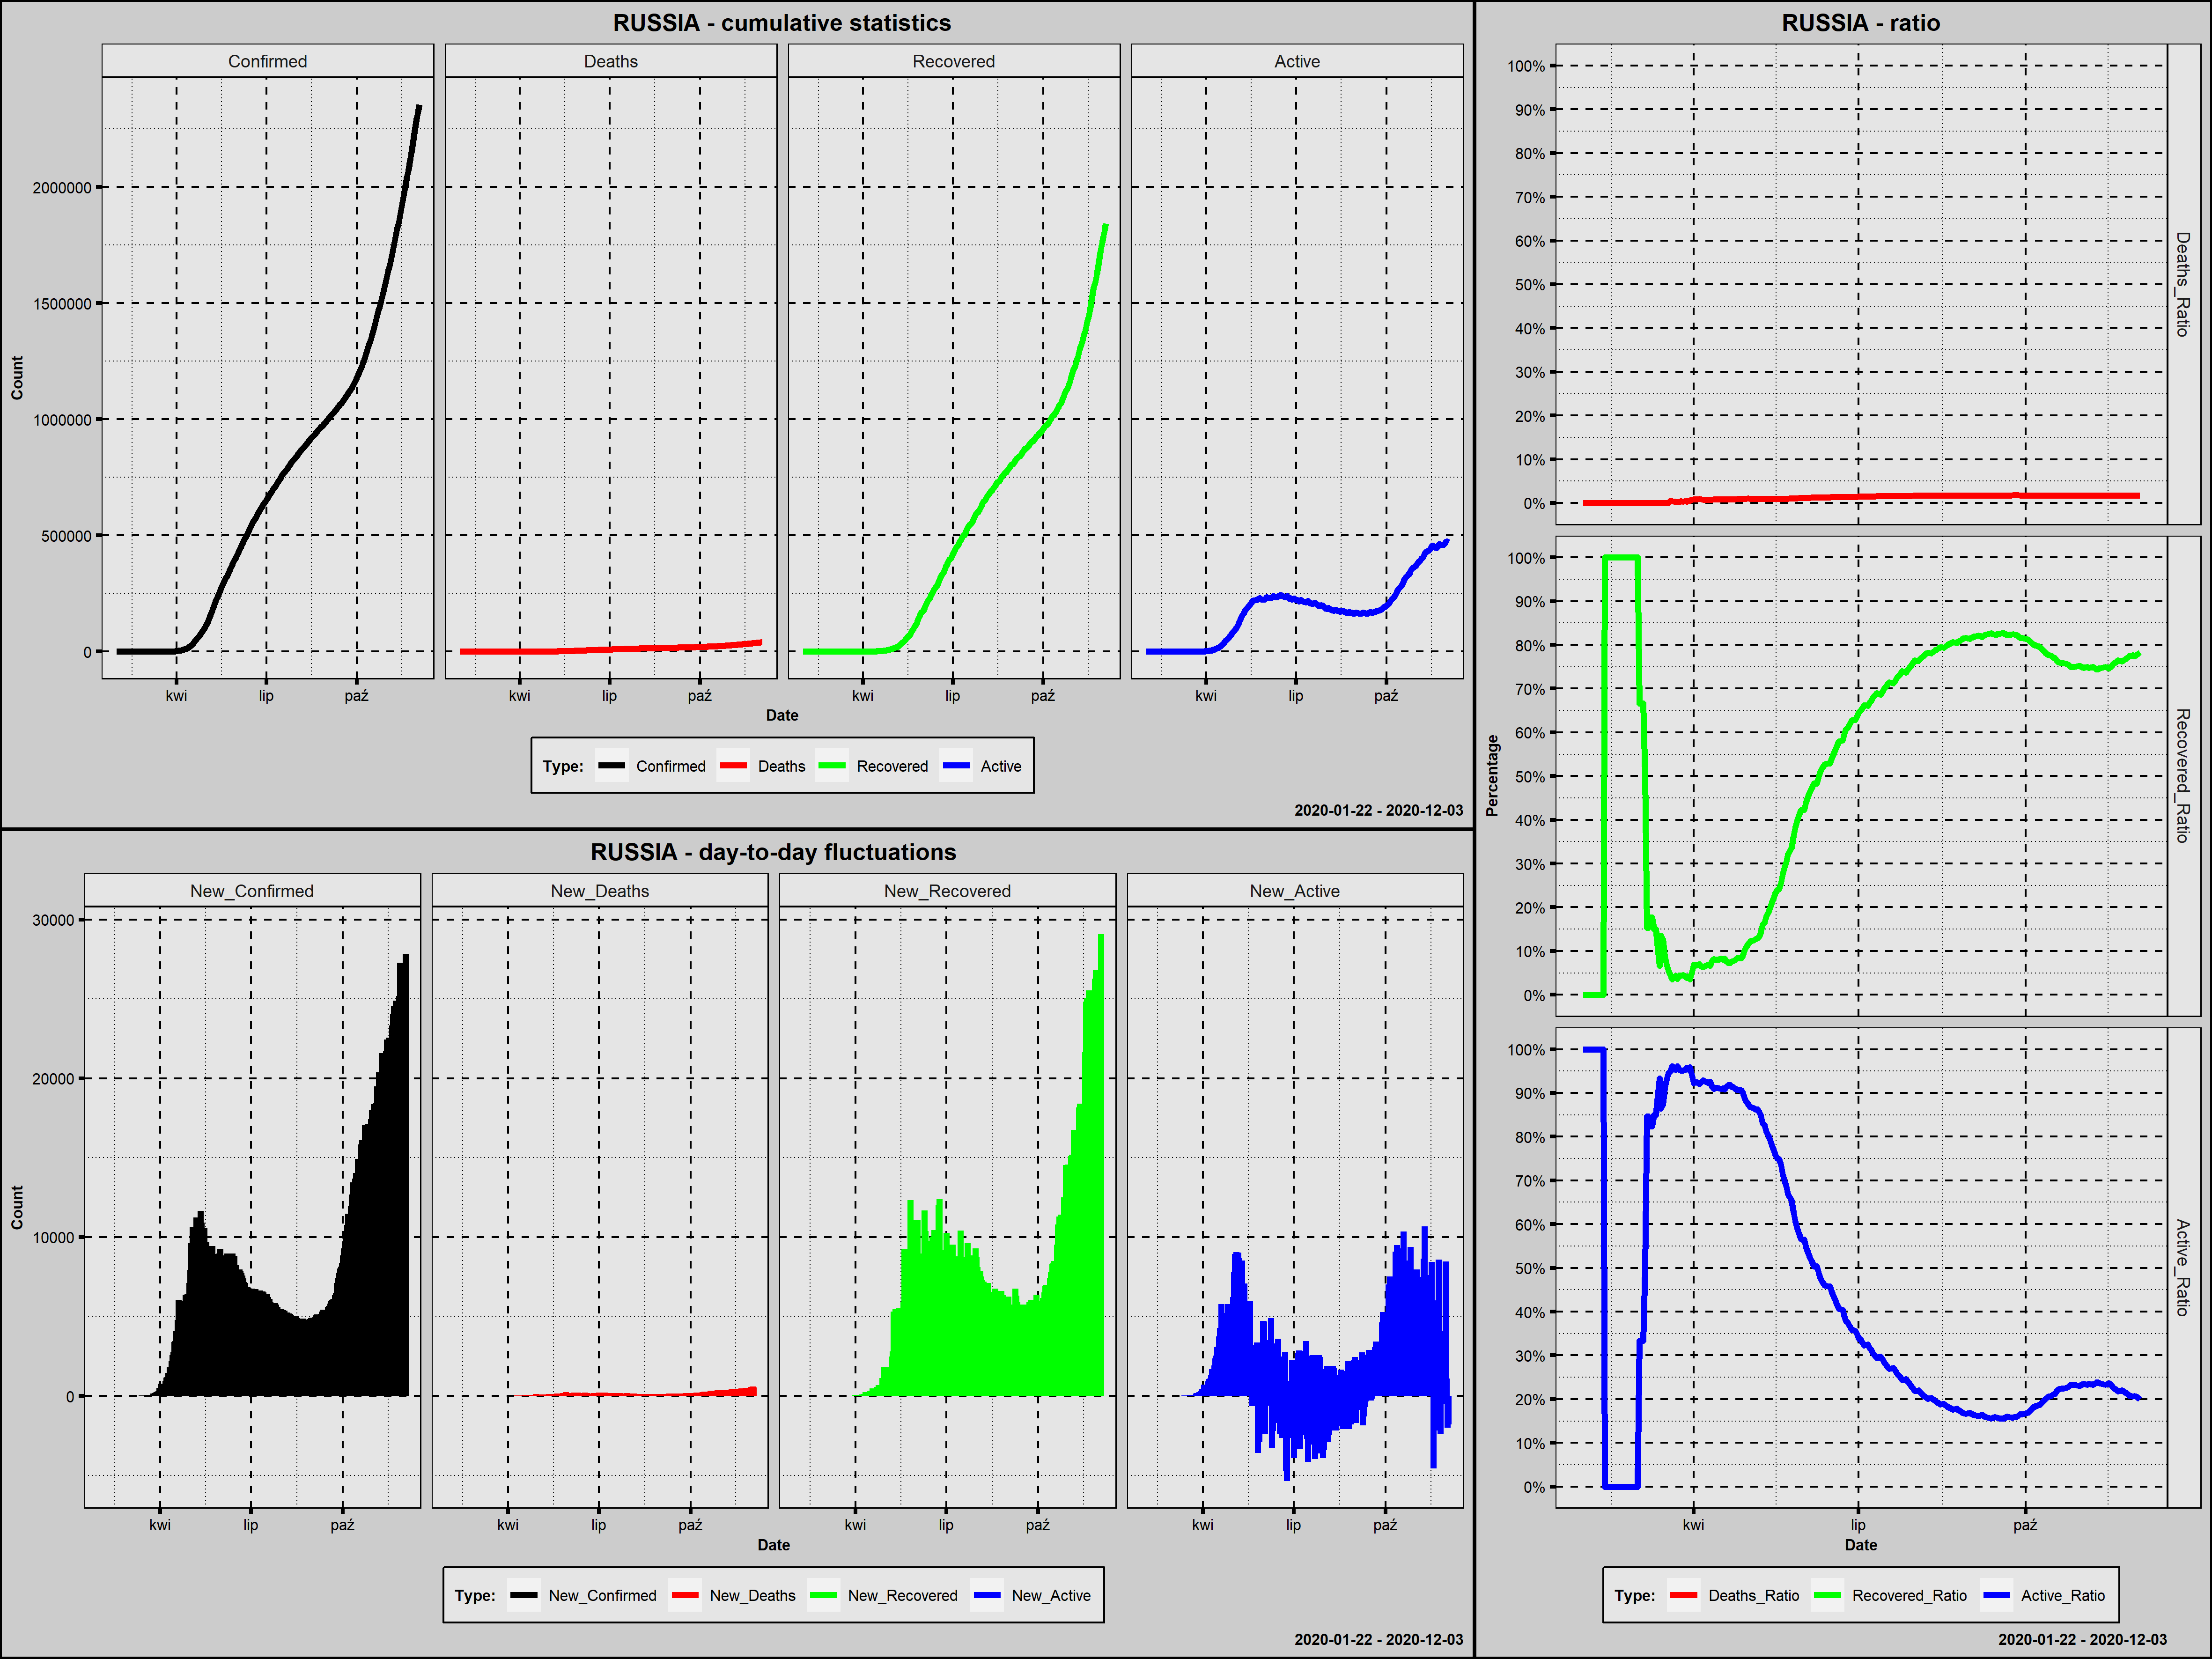 RUSSIA - cumulative statistics
Confirmed Deaths Recovered Active
Count
2000000
1500000
1000000
500000
0
kwi lip paź kwi lip paź kwi lip paź kwi lip paź
Date
Type: Confirmed Deaths Recovered Active
2020-01-22 - 2020-12-03
RUSSIA - day-to-day fluctuations
New_Confirmed New_Deaths New_Recovered New_Active
Count
30000
20000
10000
0
kwi lip paź kwi lip paź kwi lip paź kwi lip paź
Date
Type: New_Confirmed New_Deaths New_Recovered New_Active
2020-01-22 - 2020-12-03
RUSSIA - ratio
Percentage
100%
90%
80%
70%
60%
50%
40%
30%
20%
10%
0%
Deaths_Ratio
100%
90%
80%
70%
60%
50%
40%
30%
20%
10%
0%
Recovered_Ratio
100%
90%
80%
70%
60%
50%
40%
30%
20%
10%
0%
Active_Ratio
kwi lip paź
Date
Type: Deaths_Ratio Recovered_Ratio Active_Ratio
2020-01-22 - 2020-12-03